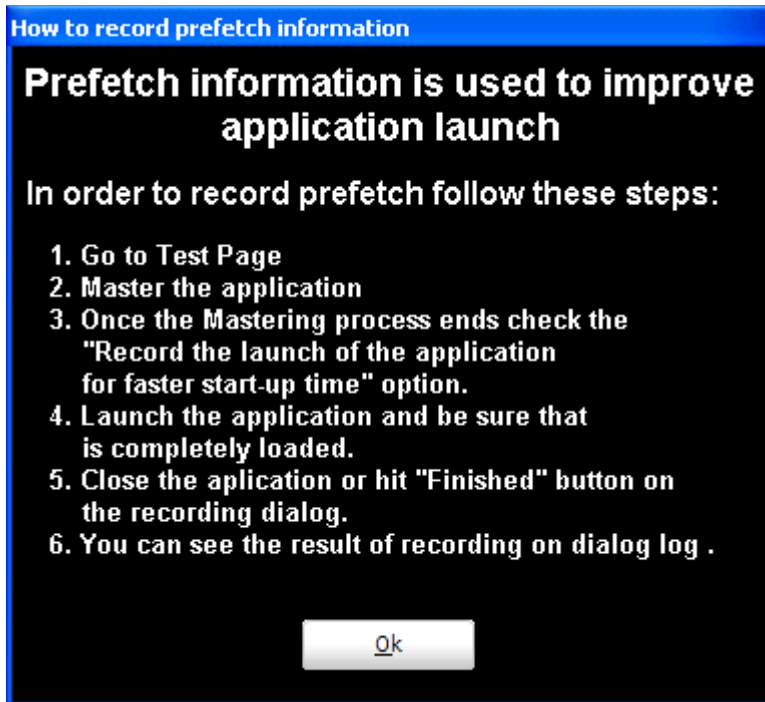 How to record prefetch information
Prefetch information is used to improve
application launch
In order to record prefetch follow these steps:
1. Go to Test Page
2. Master the application
3. Once the Mastering process ends check the
"Record the launch of the application
for faster start-up time" option.
4. Launch the application and be sure that
is completely loaded.
5. Close the aplication or hit "Finished" button on
the recording dialog.
6. You can see the result of recording on dialog log .
Ok